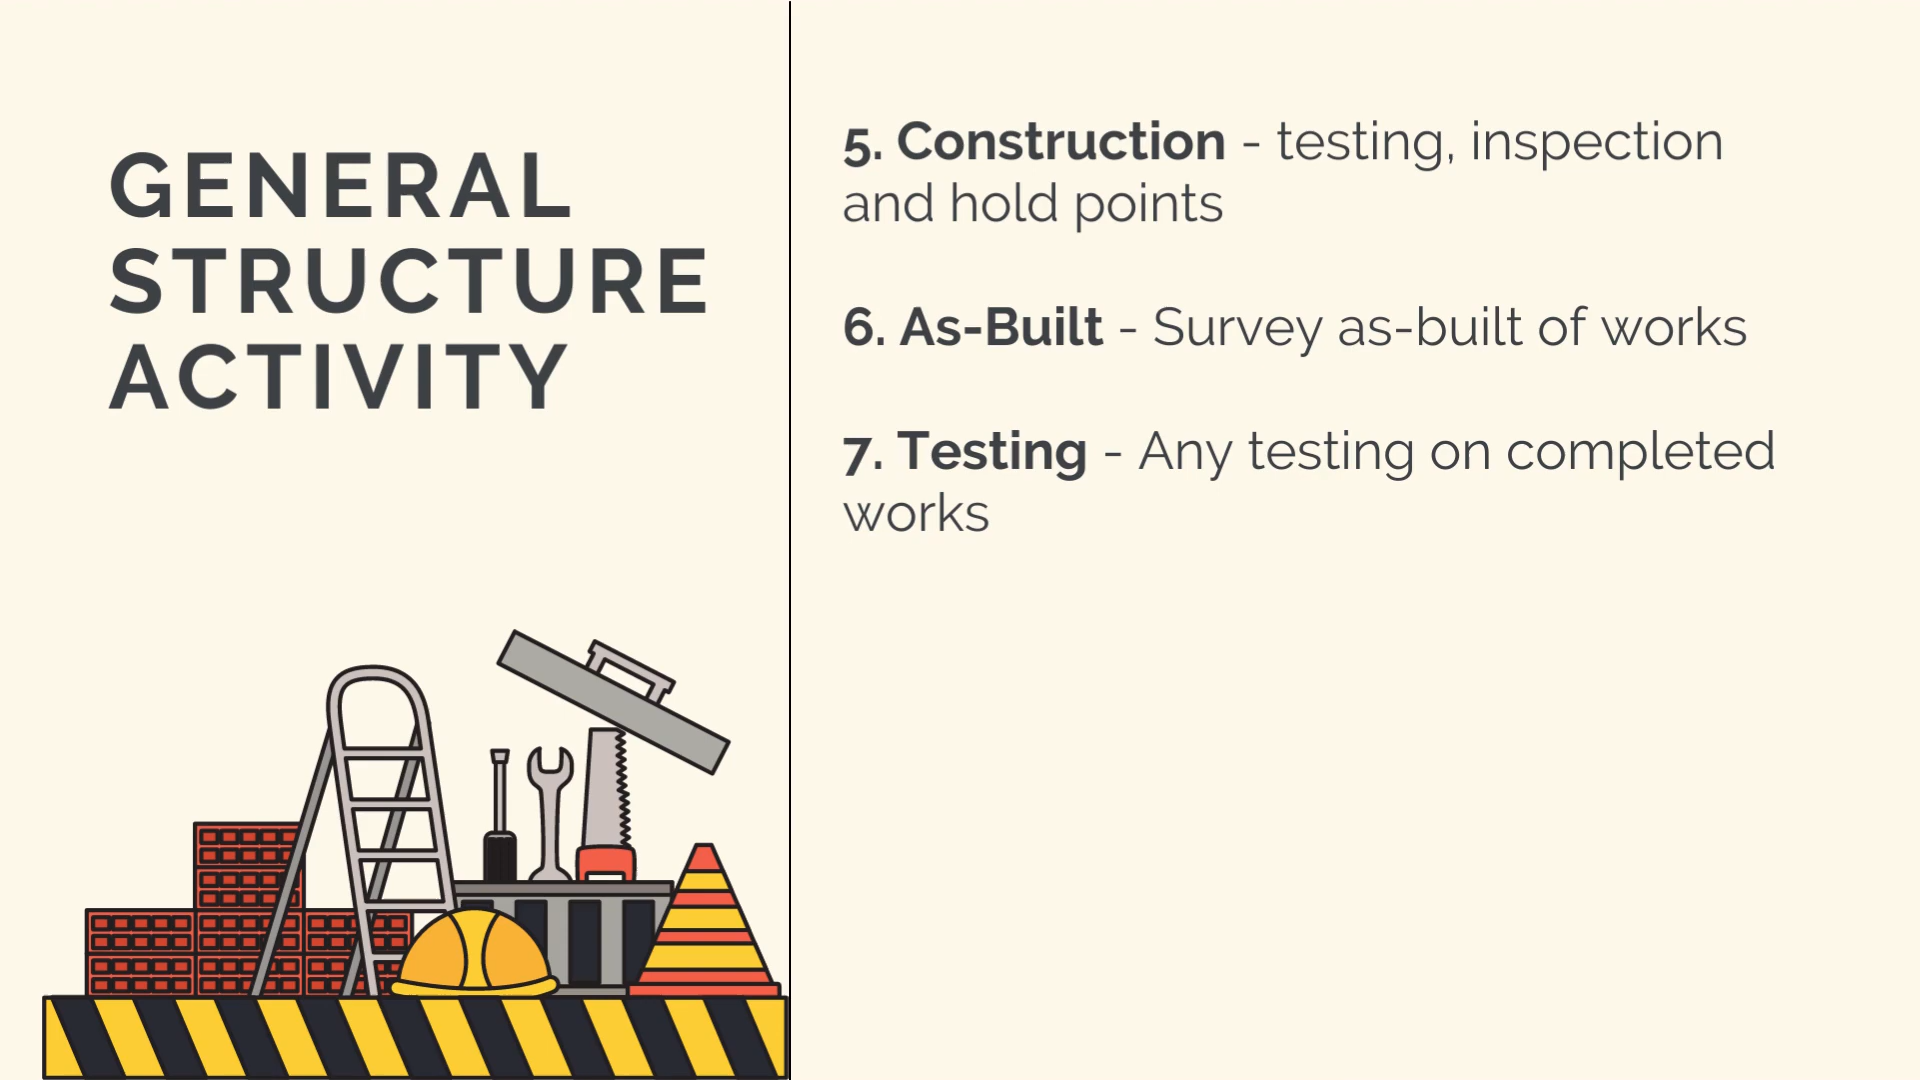 GENERAL
STRUCTURE
ACTIVITY
5. Construction - testing, inspection
and hold points
6. As-Built - Survey as-built of works
7. Testing - Any testing on completed
works